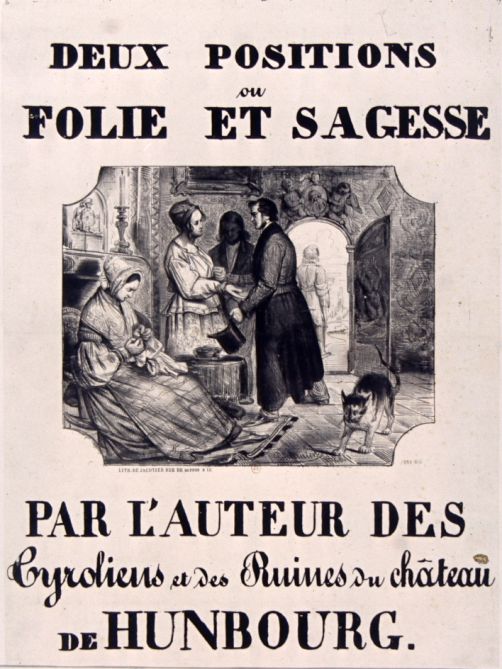 DEUX POSITIONS
ou
FOLIE ET SAGESSE
PAR L'AUTEUR DES
Tyroliens et des Ruines du château
DE HUNBOURG.